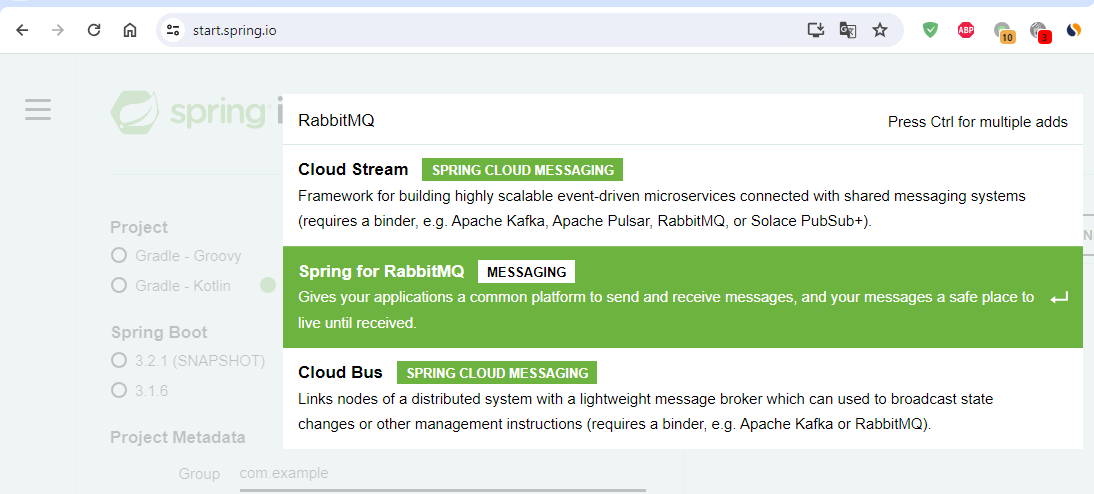 start.spring.io
ABP
10
3
spring i
RabbitMQ
Press Ctrl for multiple adds
Cloud Stream SPRING CLOUD MESSAGING
Framework for building highly scalable event-driven microservices connected with shared messaging systems
(requires a binder, e.g. Apache Kafka, Apache Pulsar, RabbitMQ, or Solace PubSub+).
Project
Gradle - Groovy
Gradle - Kotlin
N
Spring for RabbitMQ MESSAGING
Gives your applications a common platform to send and receive messages, and your messages a safe place to
live until received.
Spring Boot
3.2.1 (SNAPSHOT)
3.1.6
Cloud Bus SPRING CLOUD MESSAGING
Links nodes of a distributed system with a lightweight message broker which can used to broadcast state
changes or other management instructions (requires a binder, e.g. Apache Kafka or RabbitMQ).
Project Metadata
Group com.example